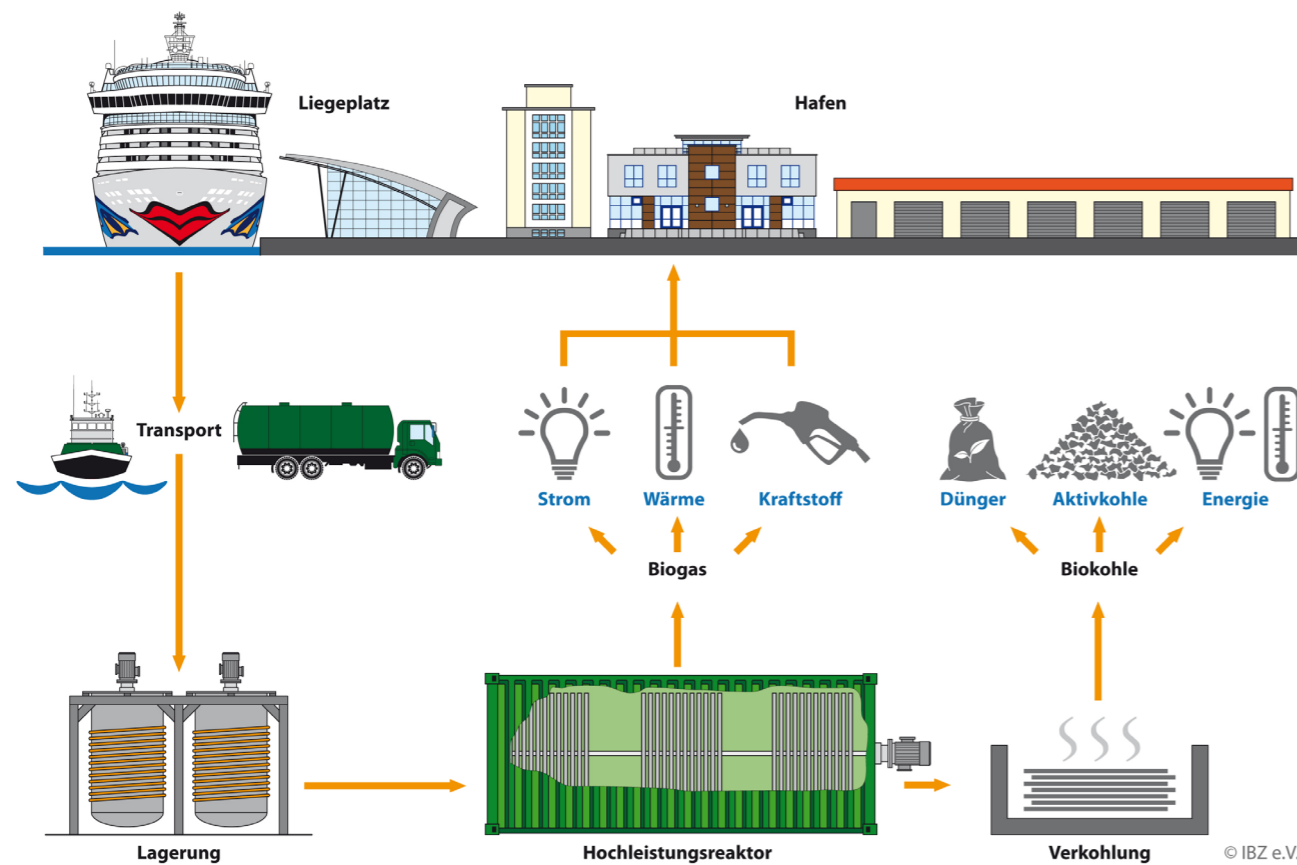 Liegeplatz
Hafen
Transport
Strom
Wärme
Kraftstoff
Dünger
Aktivkohle
Energie
Biogas
Biokohle
Lagerung
Hochleistungsreaktor
Verkohlung
© IBZ e.V.